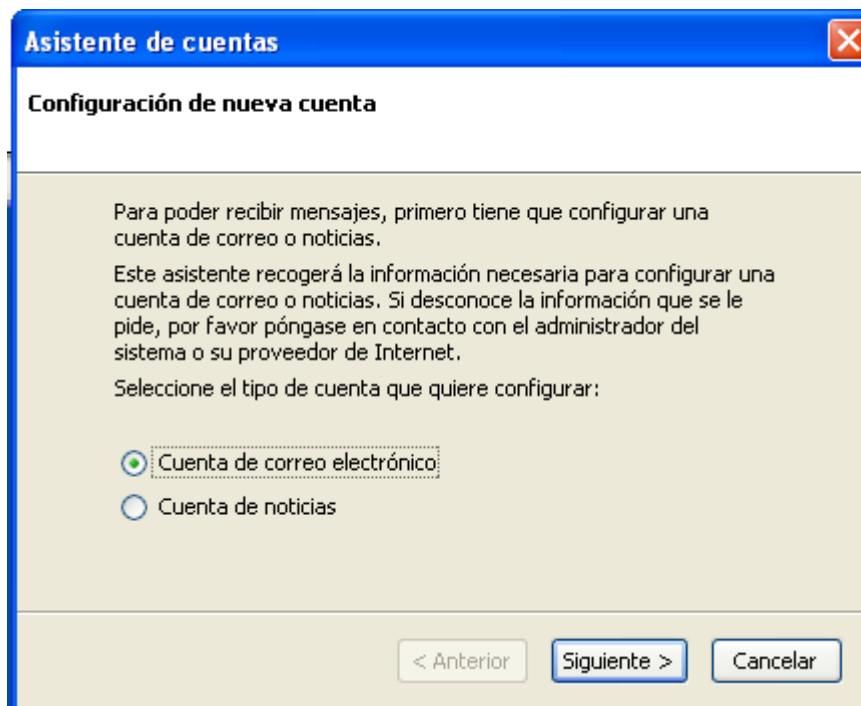 Asistente de cuentas
Configuración de nueva cuenta
Para poder recibir mensajes, primero tiene que configurar una
cuenta de correo o noticias.
Este asistente recogerá la información necesaria para configurar una
cuenta de correo o noticias. Si desconoce la información que se le
pide, por favor póngase en contacto con el administrador del
sistema o su proveedor de Internet.
Seleccione el tipo de cuenta que quiere configurar:
Cuenta de correo electrónico
Cuenta de noticias
< Anterior Siguiente > Cancelar